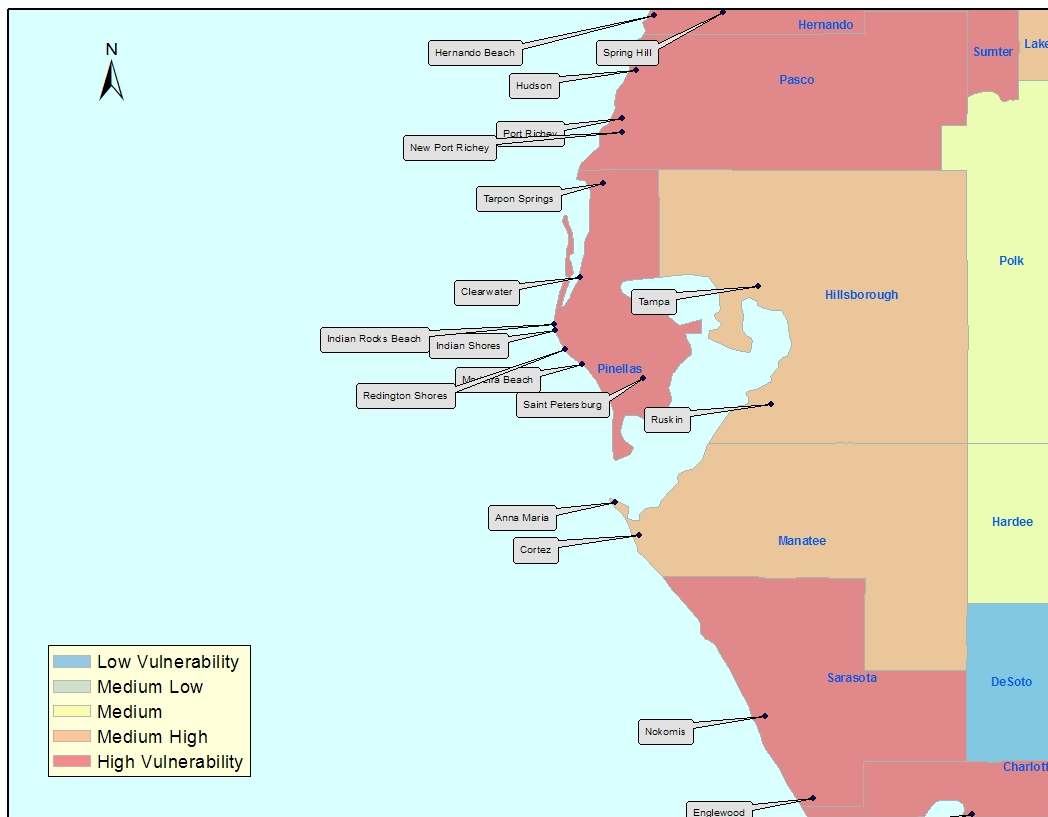 N
Hernando
Lake
Hernando Beach
Spring Hill
Sumter
Hudson
Pasco
Port Richey
New Port Richey
Tarpon Springs
Polk
Clearwater
Tampa
Hillsborough
Indian Rocks Beach
Indian Shores
Pinellas
Madeira Beach
Redington Shores
Saint Petersburg
Ruskin
Anna Maria
Hardee
Manatee
Cortez
Low Vulnerability
Medium Low
Medium
Medium High
High Vulnerability
Sarasota
DeSoto
Nokomis
Charlott
Englewood